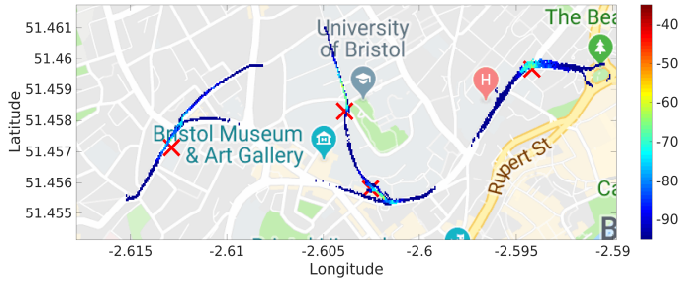 University
of Bristol
The Bea
H
Bristol Museum
& Art Gallery
Rupert St
Ca
B
51.461
51.46
51.459
51.458
51.457
51.456
51.455
Latitude
-2.615
-2.61
-2.605
-2.6
-2.595
-2.59
Longitude
-40
-50
-60
-70
-80
-90